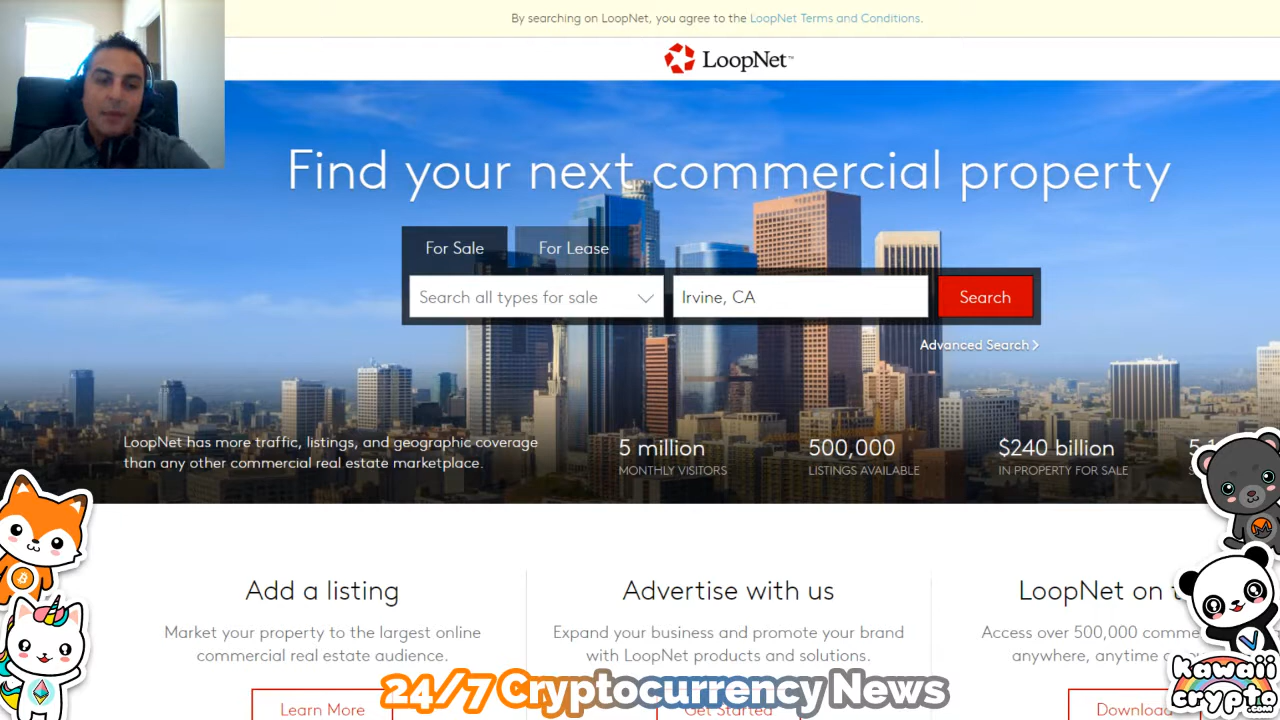 By searching on LoopNet, you agree to the LoopNet Terms and Conditions.
LoopNet™
Find your next commercial property
For Sale
For Lease
Search all types for sale
Irvine, CA
Search
Advanced Search
LoopNet has more traffic, listings, and geographic coverage
than any other commercial real estate marketplace.
5 million
MONTHLY VISITORS
500,000
LISTINGS AVAILABLE
$240 billion
IN PROPERTY FOR SALE
Add a listing
Market your property to the largest online
commercial real estate audience.
Learn More
Advertise with us
Expand your business and promote your brand
with LoopNet products and solutions.
Get Started
LoopNet on
Access over 500,000
anywhere, anytime
Download
24/7 Cryptocurrency News
kawaii
crypto
.com